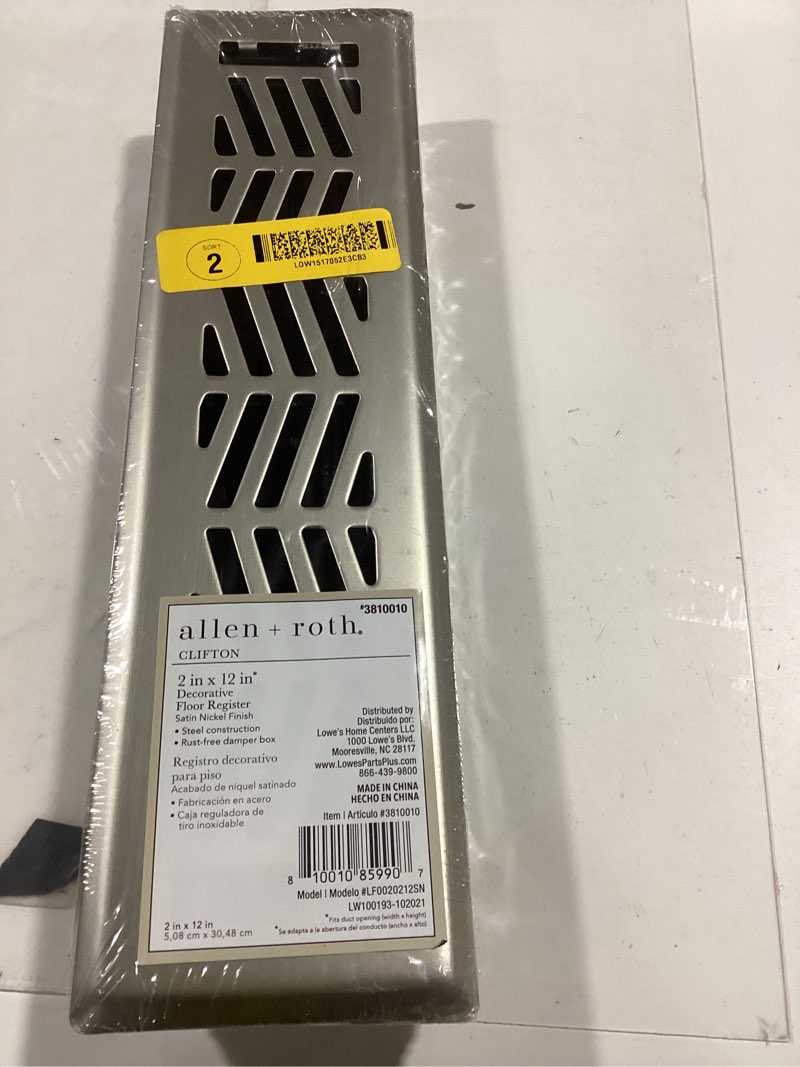 SORT
2
LOW1517052E3CB3
#3810010
allen + roth®
CLIFTON
2 in x 12 in*
Decorative
Floor Register
Satin Nickel Finish
• Steel construction
• Rust-free damper box
Registro decorativo
para piso
Acabado de níquel satinado
• Fabricación en acero
• Caja reguladora de
tiro inoxidable
2 in x 12 in
5,08 cm x 30,48 cm
Distributed by
Distribuido por:
Lowe's Home Centers LLC
1000 Lowe's Blvd.
Mooresville, NC 28117
www.LowesPartsPlus.com
866-439-9800
MADE IN CHINA
HECHO EN CHINA
Item | Artículo #3810010
8 10010 85990 7
Model | Modelo #LF0020212SN
LW100193-102021
*Fits duct opening (width x height)
*Se adapta a la abertura del conducto (ancho x alto)